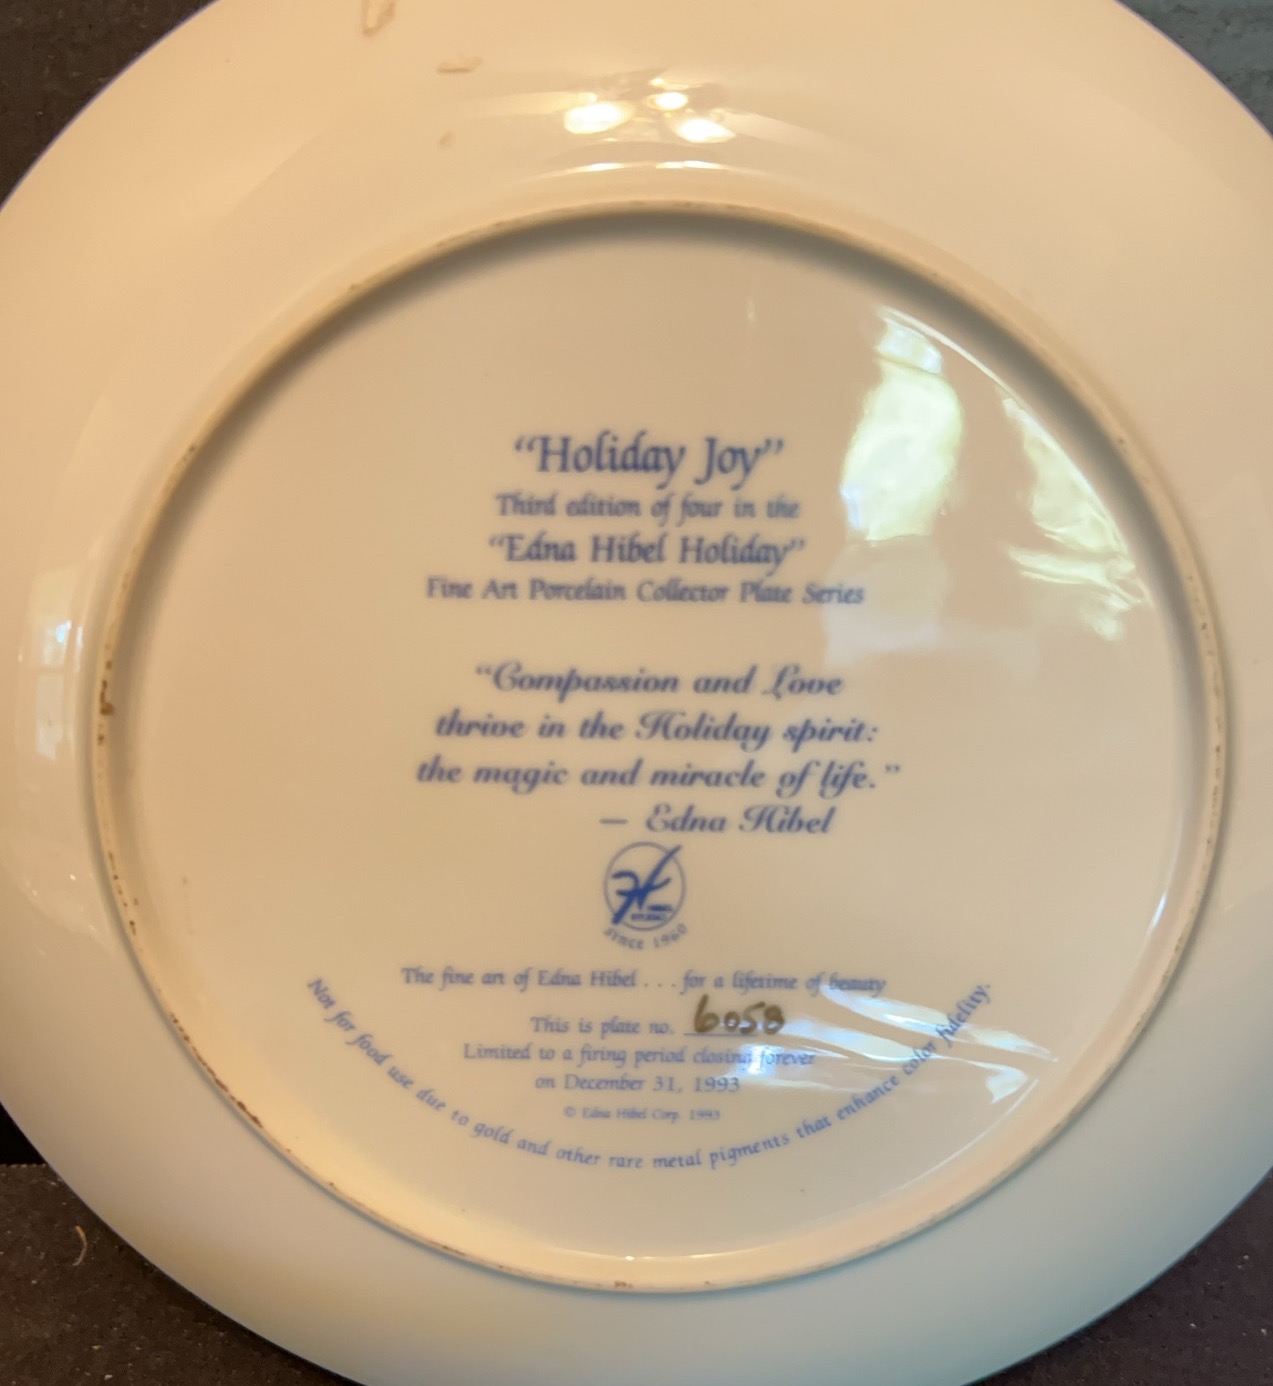 “Holiday Joy”
Third edition of four in the
“Edna Hibel Holiday”
Fine Art Porcelain Collector Plate Series
“Compassion and Love
thrive in the Holiday spirit:
the magic and miracle of life.”
— Edna Hibel
SINCE 1960
The fine art of Edna Hibel . . . for a lifetime of beauty
This is plate no. 6058
Limited to a firing period closing forever
on December 31, 1993
© Edna Hibel Corp. 1993
Not for food use due to gold and other rare metal pigments that enhance color fidelity.